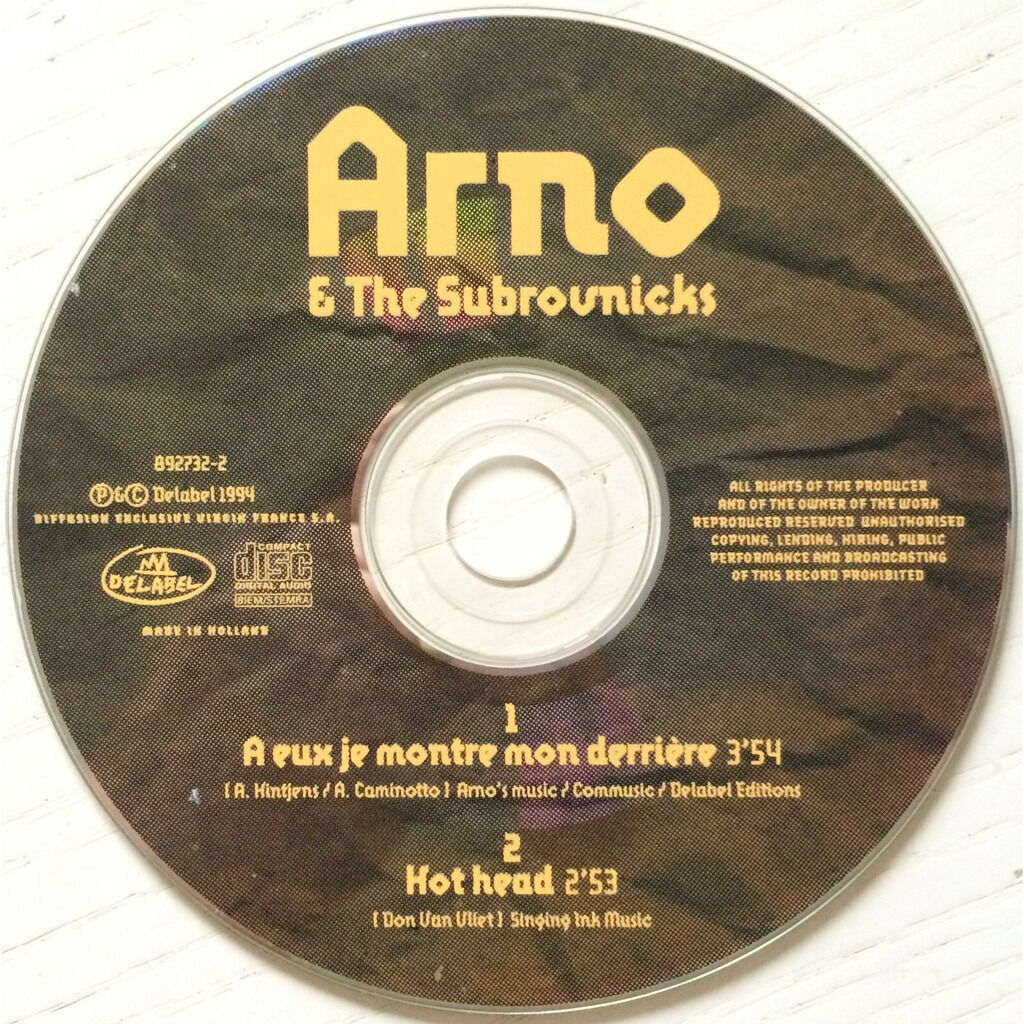 Arno
& The Subrovnicks
892732-2
Ⓟ&Ⓒ Delabel 1994
DIFFUSION EXCLUSIVE VIRGIN FRANCE S.A.
DELABEL
COMPACT
disc
DIGITAL AUDIO
BIEM/STEMRA
MADE IN HOLLAND
ALL RIGHTS OF THE PRODUCER
AND OF THE OWNER OF THE WORK
REPRODUCED RESERVED UNAUTHORISED
COPYING, LENDING, HIRING, PUBLIC
PERFORMANCE AND BROADCASTING
OF THIS RECORD PROHIBITED
1
A eux je montre mon derrière 3'54
[ A. Hintjens / A. Caminotto ] Arno's music / Commusic / Delabel Editions
2
Hot head 2'53
[ Don Van Vliet ] Singing Ink Music